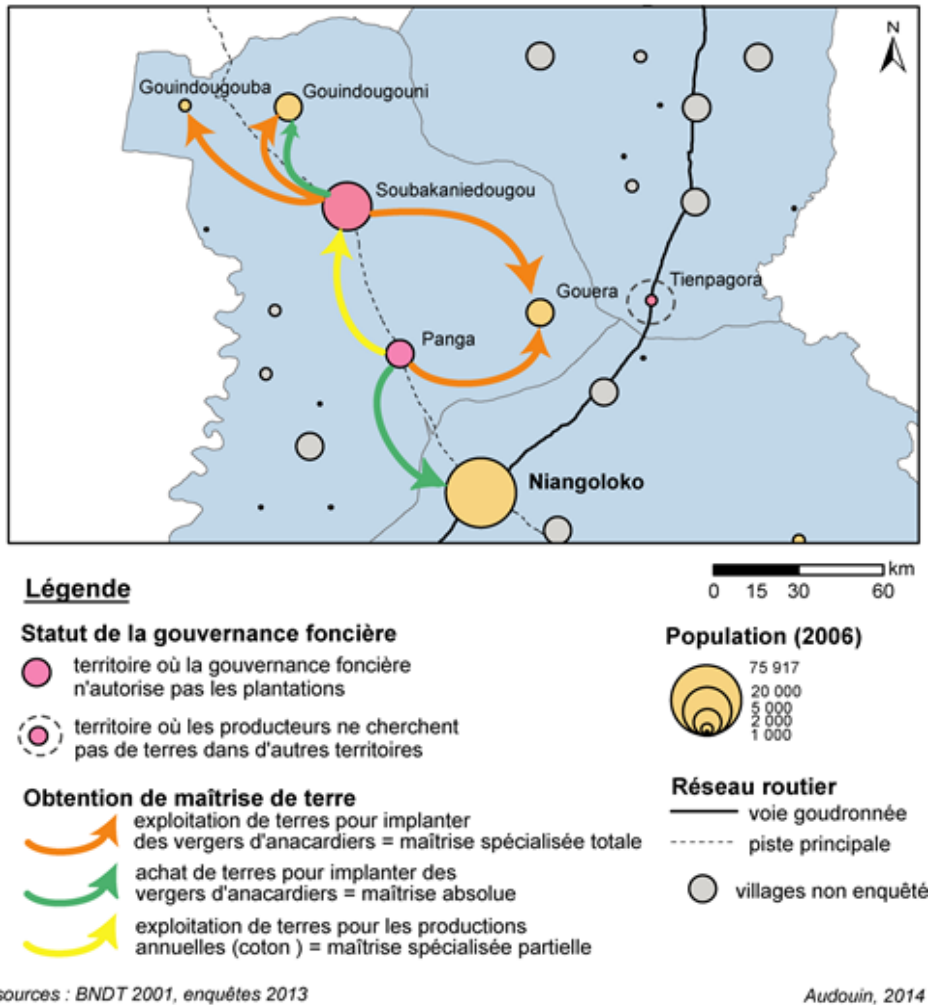 N
Gouindougouba
Gouindougouni
Soubakaniedougou
Tienpagora
Gouera
Panga
Niangoloko
km
0 15 30 60
Légende
Statut de la gouvernance foncière
territoire où la gouvernance foncière
n'autorise pas les plantations
territoire où les producteurs ne cherchent
pas de terres dans d'autres territoires
Obtention de maîtrise de terre
exploitation de terres pour implanter
des vergers d'anacardiers = maîtrise spécialisée totale
achat de terres pour implanter des
vergers d'anacardiers = maîtrise absolue
exploitation de terres pour les productions
annuelles (coton ) = maîtrise spécialisée partielle
Population (2006)
75 917
20 000
5 000
2 000
1 000
Réseau routier
voie goudronnée
piste principale
villages non enquêté
sources : BNDT 2001, enquêtes 2013
Audouin, 2014